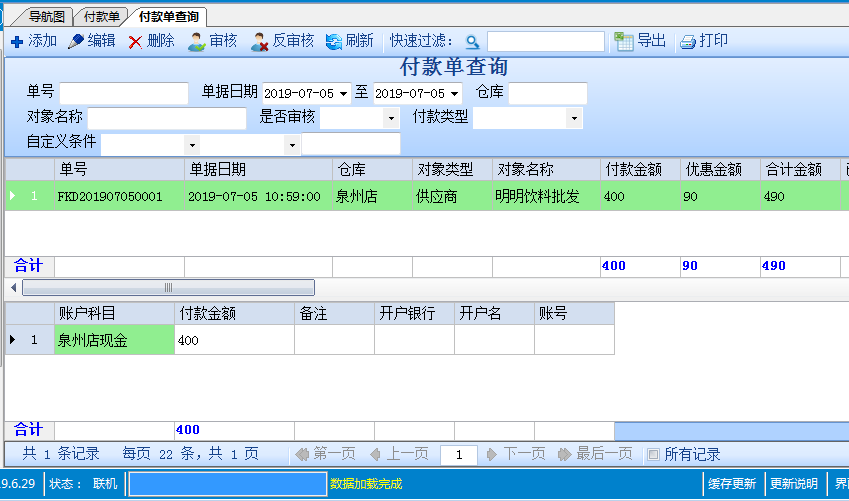 导航图 付款单 付款单查询
添加 编辑 删除 审核 反审核 刷新 快速过滤： 导出 打印
付款单查询
单号 单据日期 2019-07-05 至 2019-07-05 仓库
对象名称 是否审核 付款类型
自定义条件
单号 单据日期 仓库 对象类型 对象名称 付款金额 优惠金额 合计金额
1 FKD201907050001 2019-07-05 10:59:00 泉州店 供应商 明明饮料批发 400 90 490
合计 400 90 490
账户科目 付款金额 备注 开户银行 开户名 账号
1 泉州店现金 400
合计 400
共 1 条记录 每页 22 条，共 1 页 第一页 上一页 1 下一页 最后一页 所有记录
9.6.29 状态： 联机 数据加载完成 缓存更新 更新说明 界